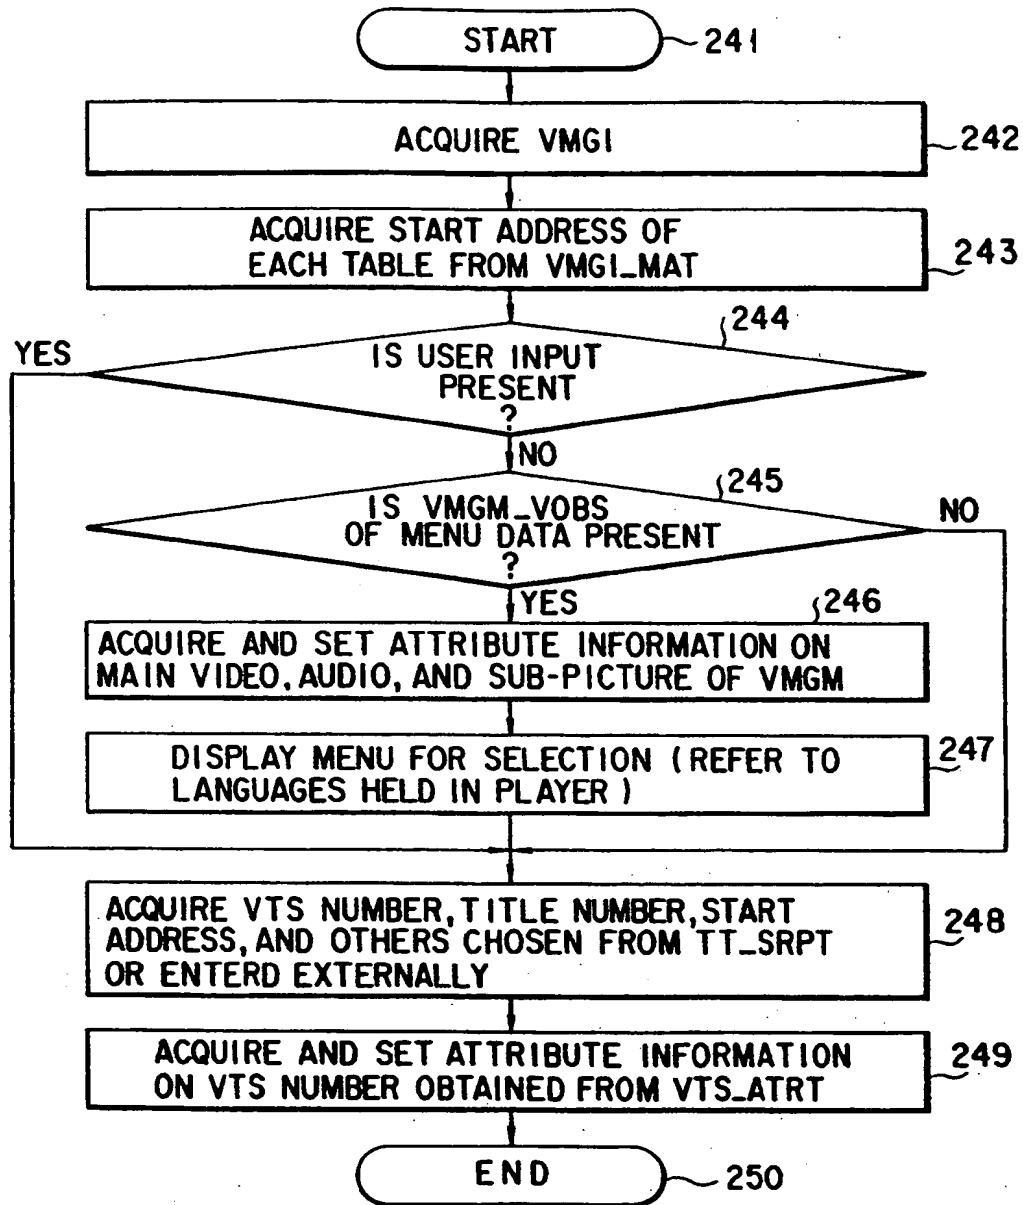 START
241
ACQUIRE VMGI
242
ACQUIRE START ADDRESS OF
EACH TABLE FROM VMGI_MAT
243
244
YES
IS USER INPUT
PRESENT
?
NO
245
IS VMGM_VOBS
OF MENU DATA PRESENT
?
NO
YES
246
ACQUIRE AND SET ATTRIBUTE INFORMATION ON
MAIN VIDEO, AUDIO, AND SUB-PICTURE OF VMGM
DISPLAY MENU FOR SELECTION (REFER TO
LANGUAGES HELD IN PLAYER)
247
ACQUIRE VTS NUMBER, TITLE NUMBER, START
ADDRESS, AND OTHERS CHOSEN FROM TT_SRPT
OR ENTERD EXTERNALLY
248
ACQUIRE AND SET ATTRIBUTE INFORMATION
ON VTS NUMBER OBTAINED FROM VTS_ATRT
249
END
250